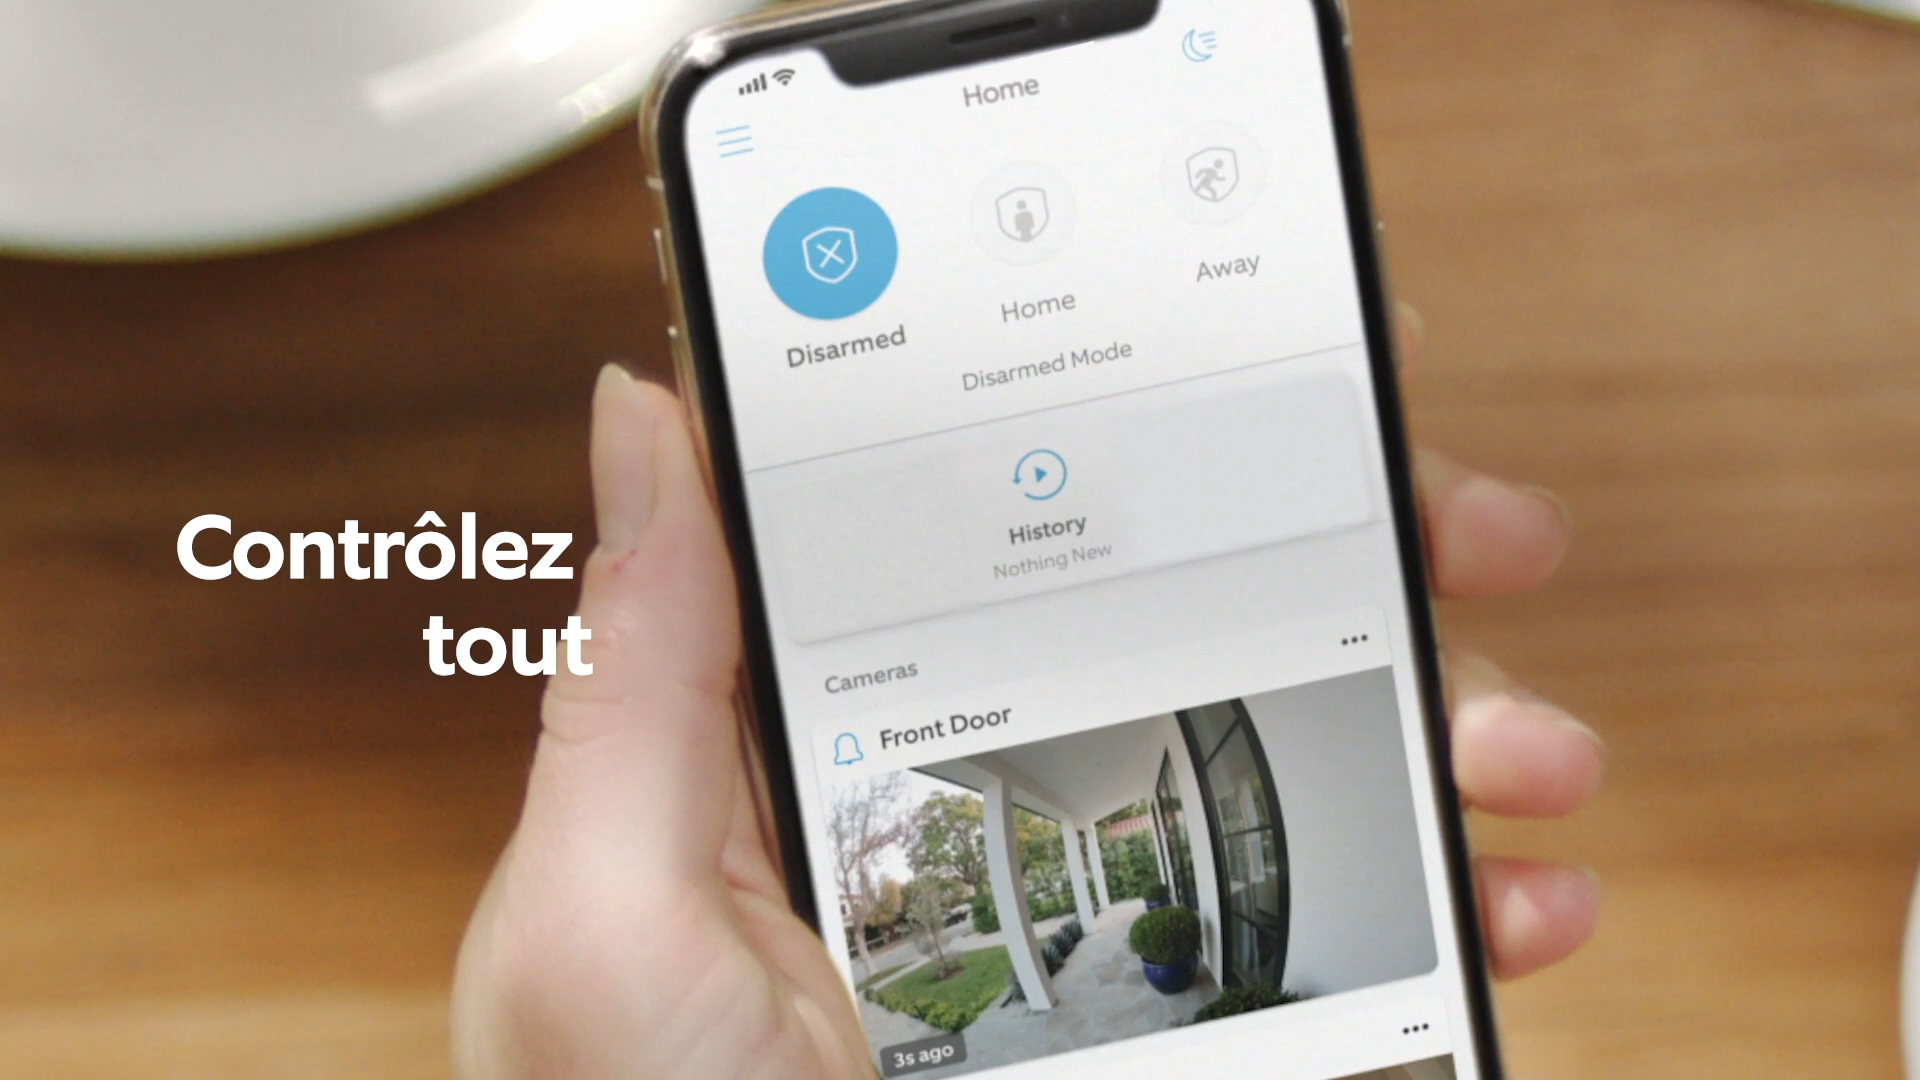 Home
Disarmed
Home
Away
Disarmed Mode
History
Nothing New
Contrôlez
tout
Cameras
Front Door
3s ago